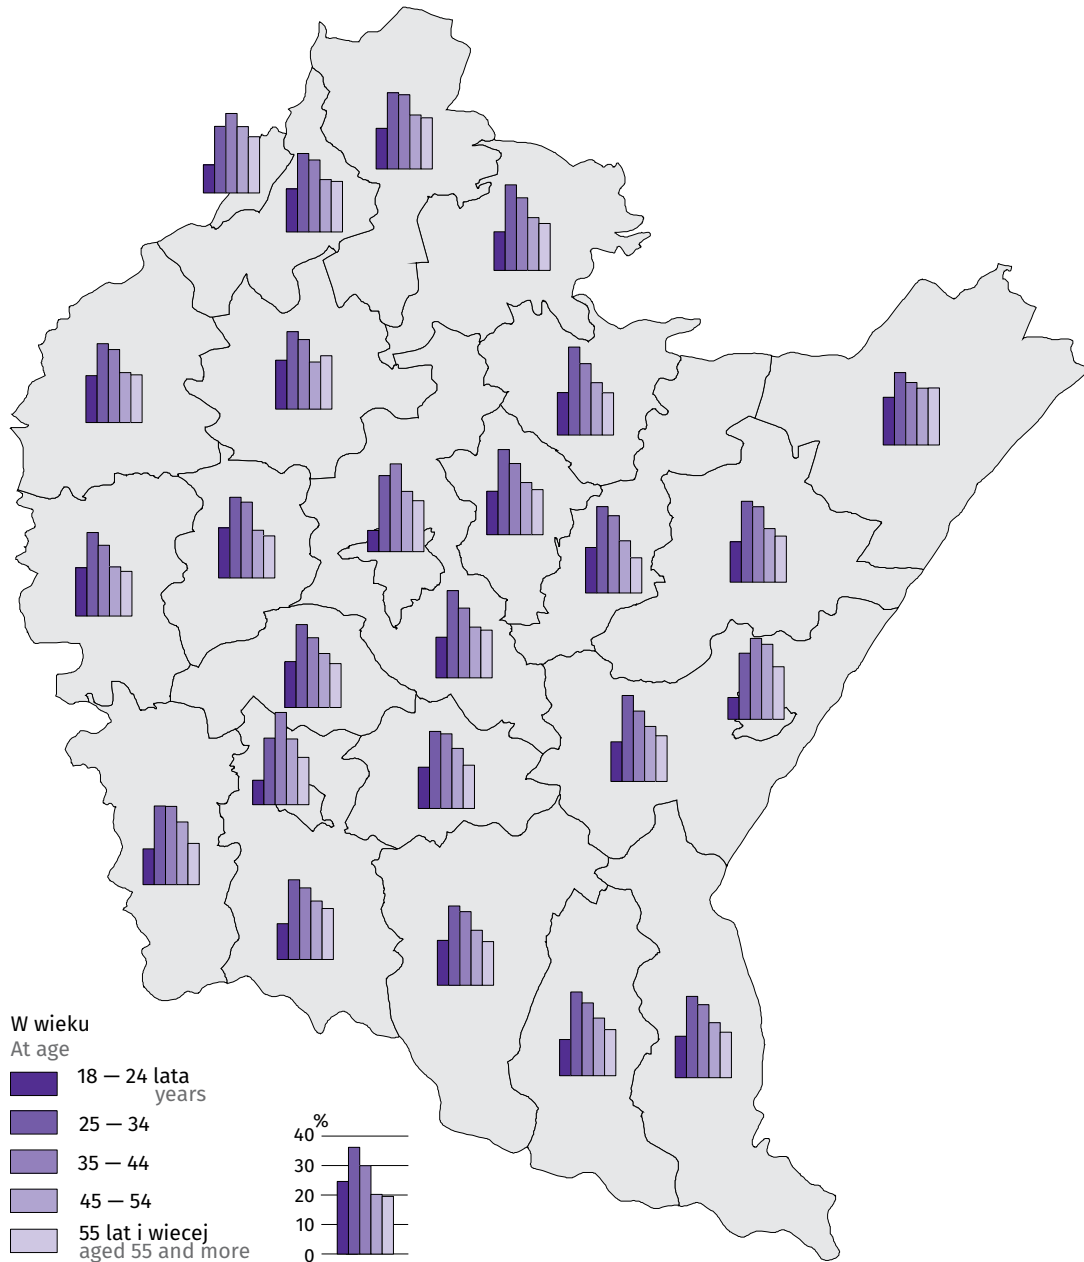 W wieku
At age
18 — 24 lata
years
25 — 34
35 — 44
45 — 54
55 lat i wiecej
aged 55 and more
%
40
30
20
10
0